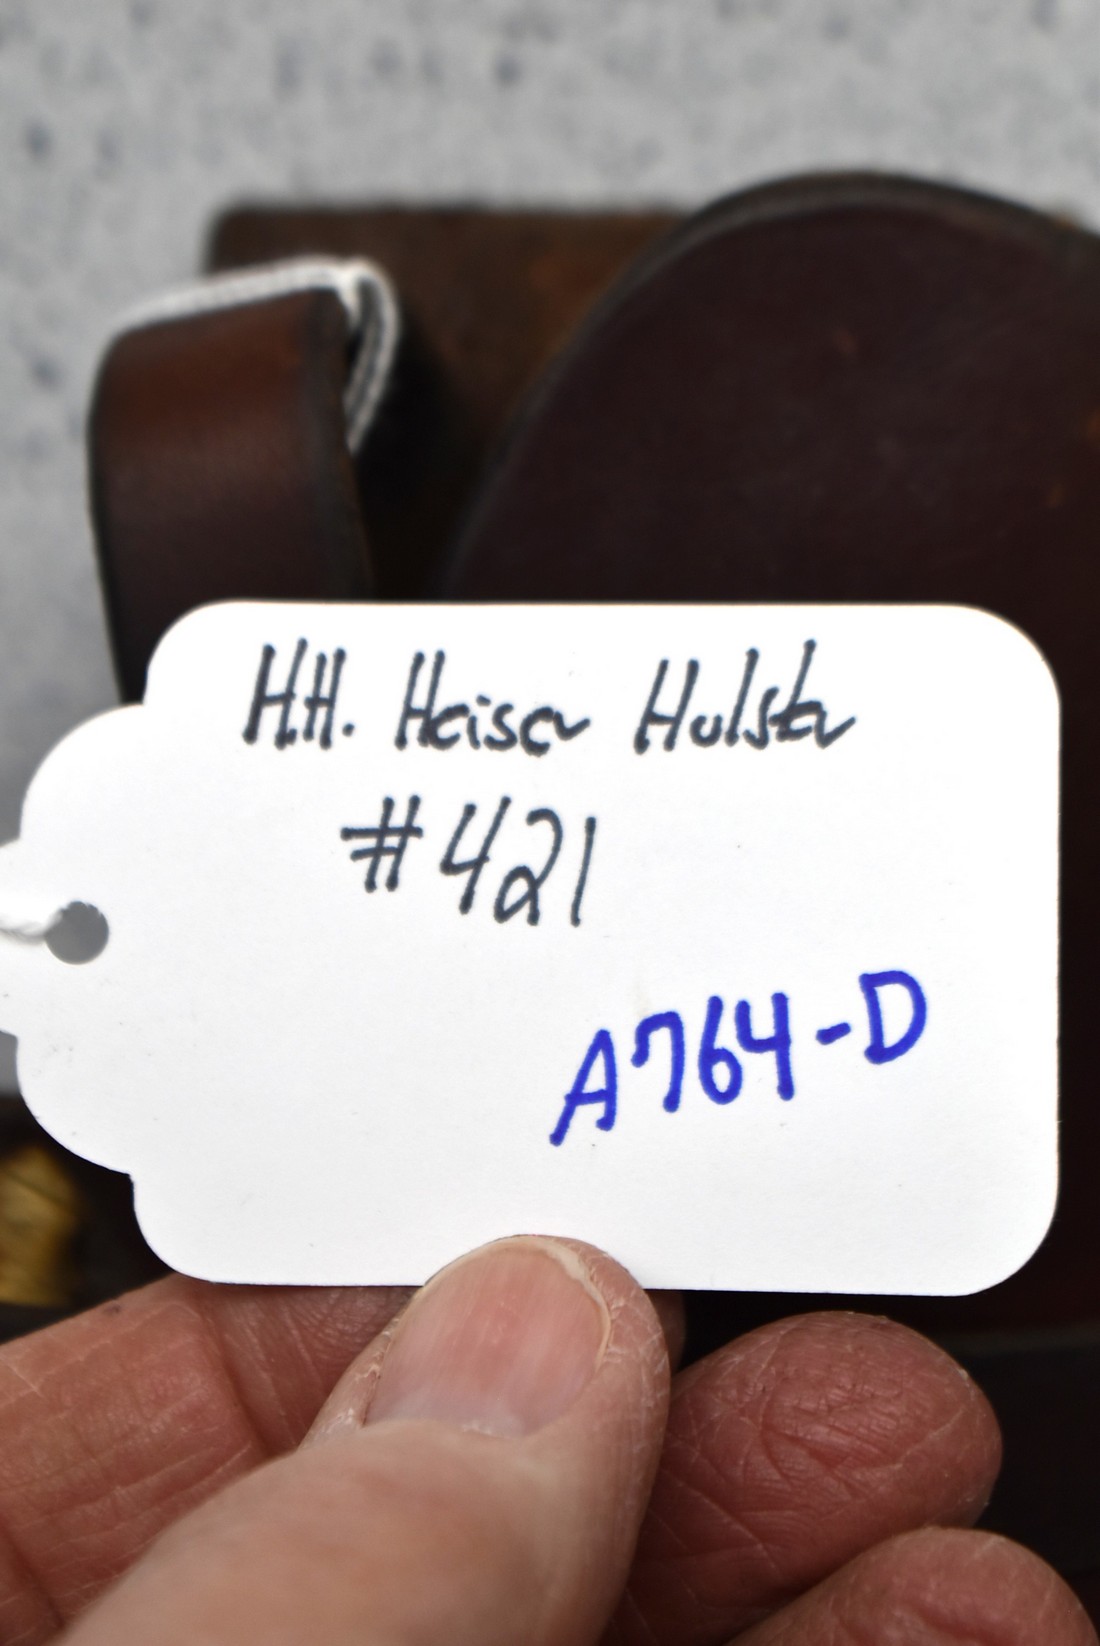 H.H. Heiser Holster
#421
A764-D